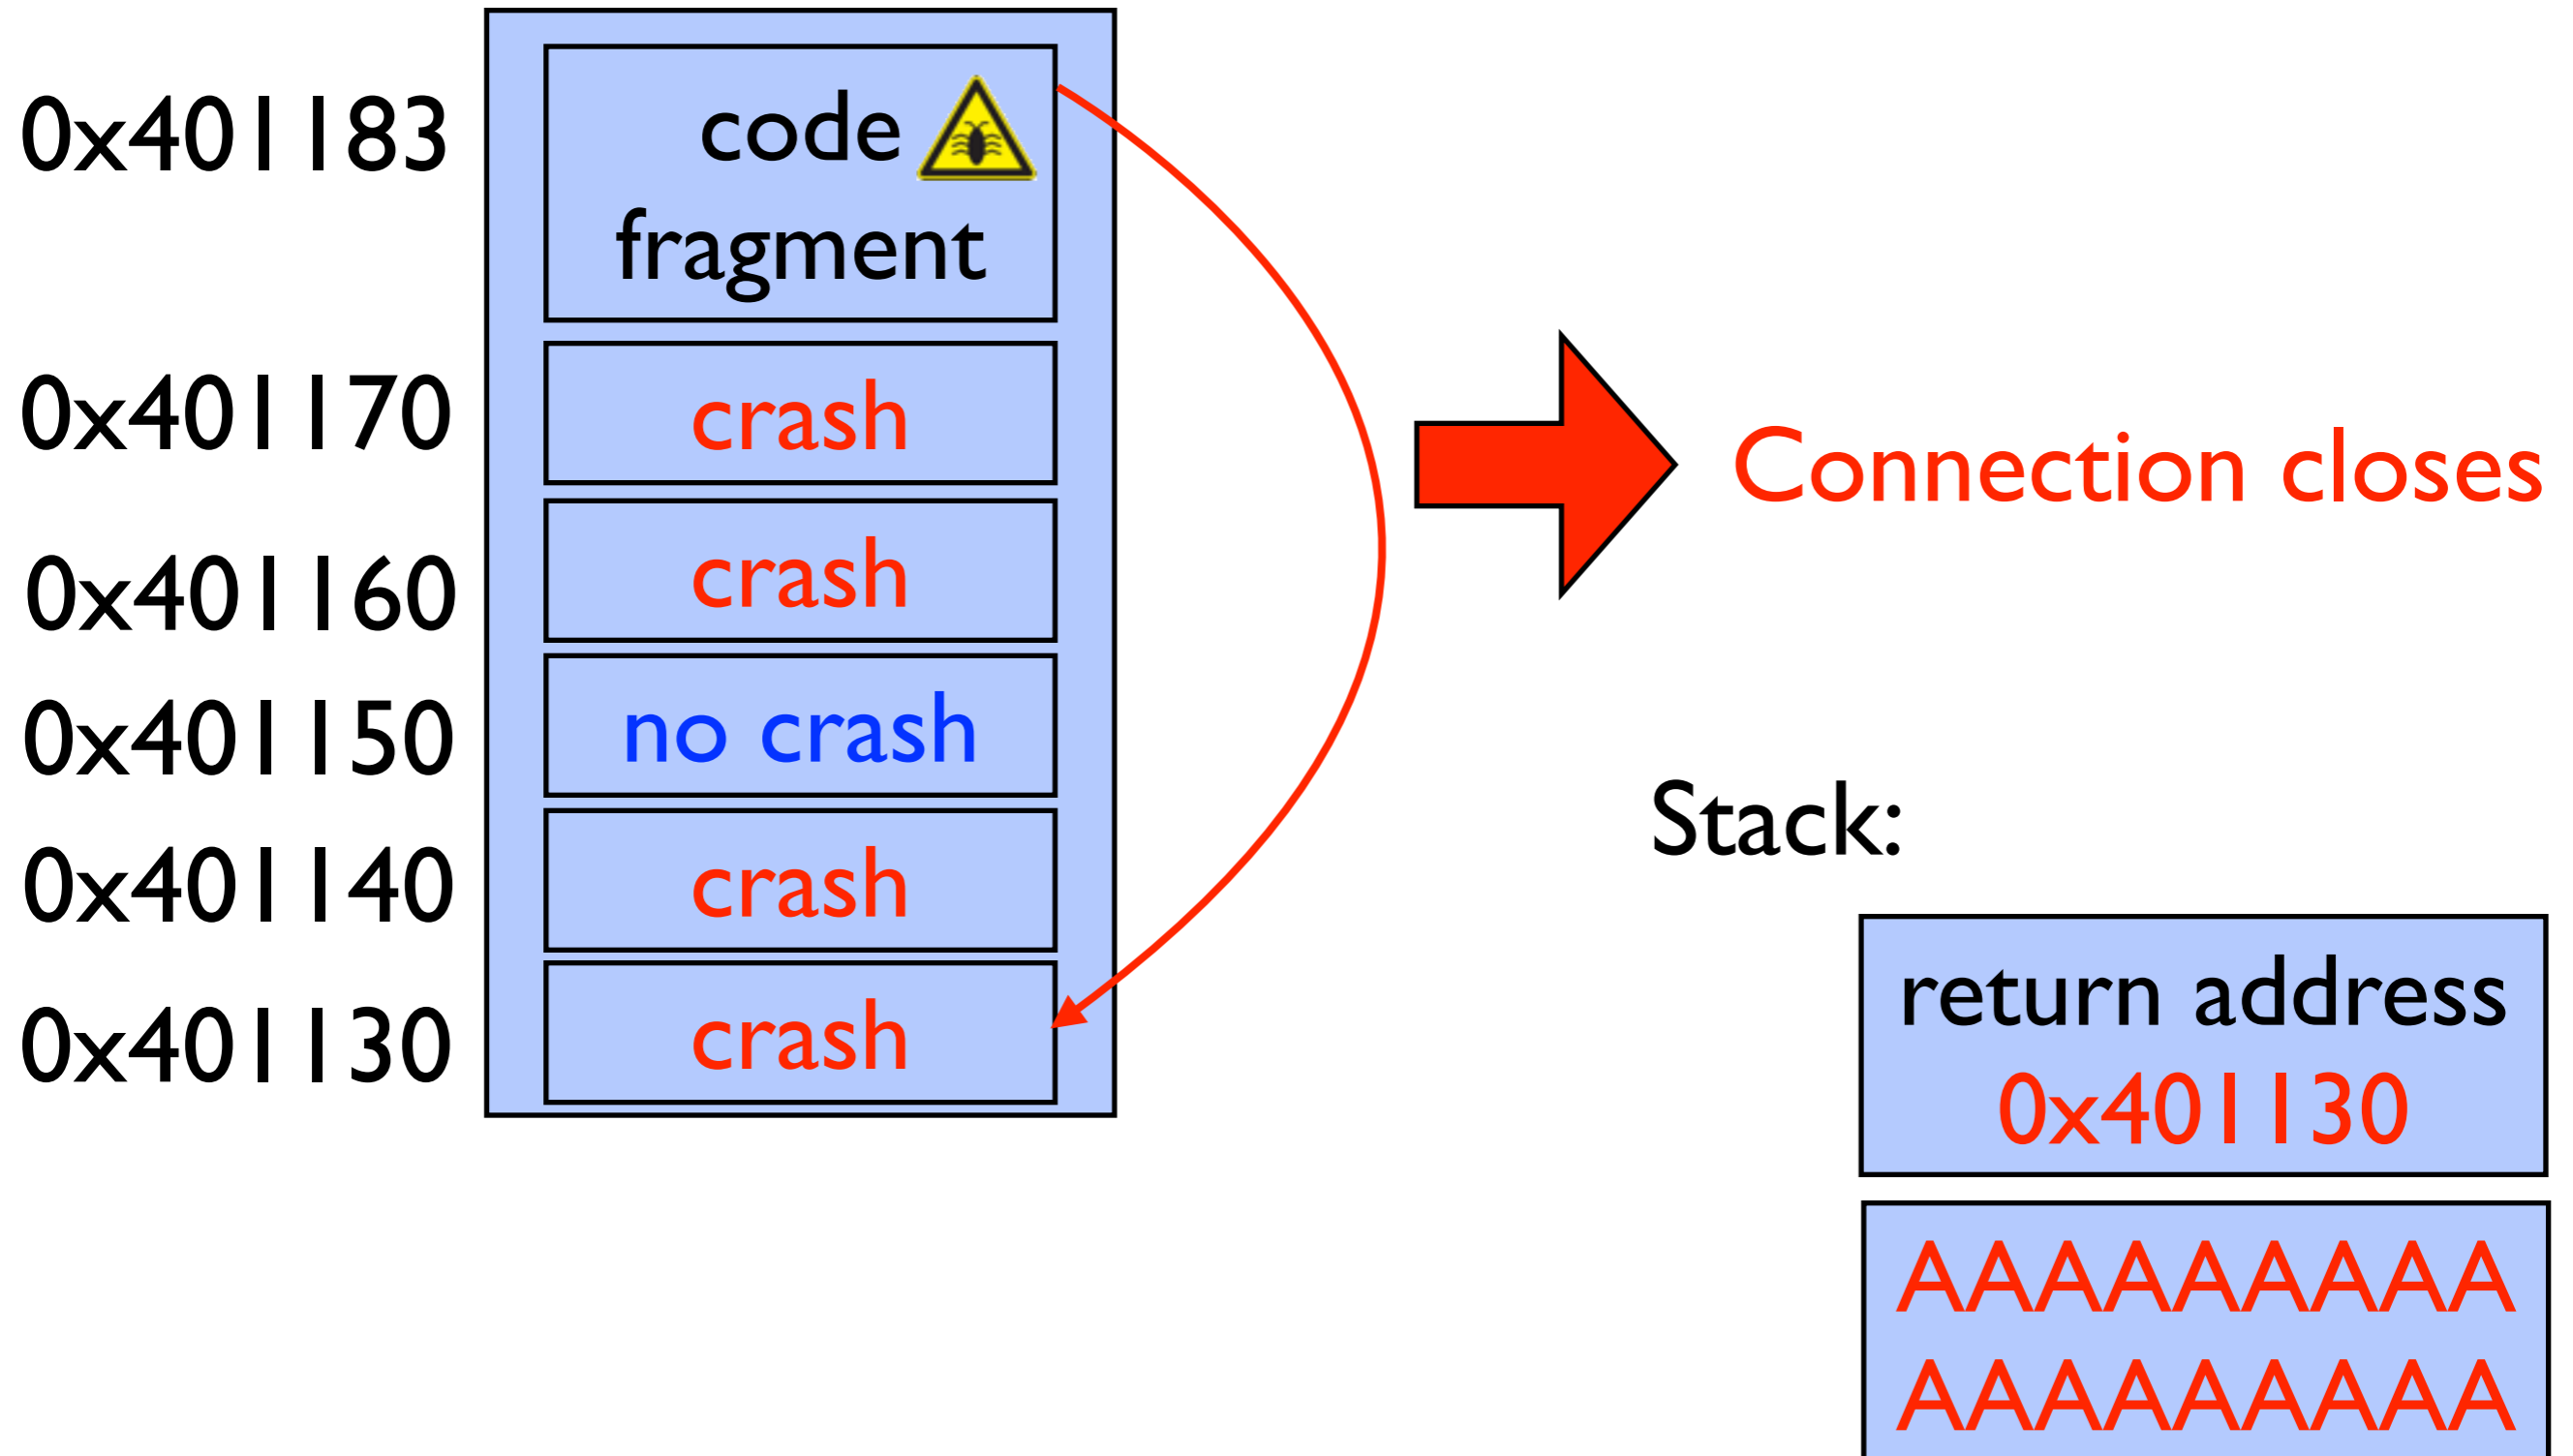 0x401183
code
fragment
0x401170
crash
0x401160
crash
0x401150
no crash
0x401140
crash
0x401130
crash
Connection closes
Stack:
return address
0x401130
AAAAAAAAA
AAAAAAAAA